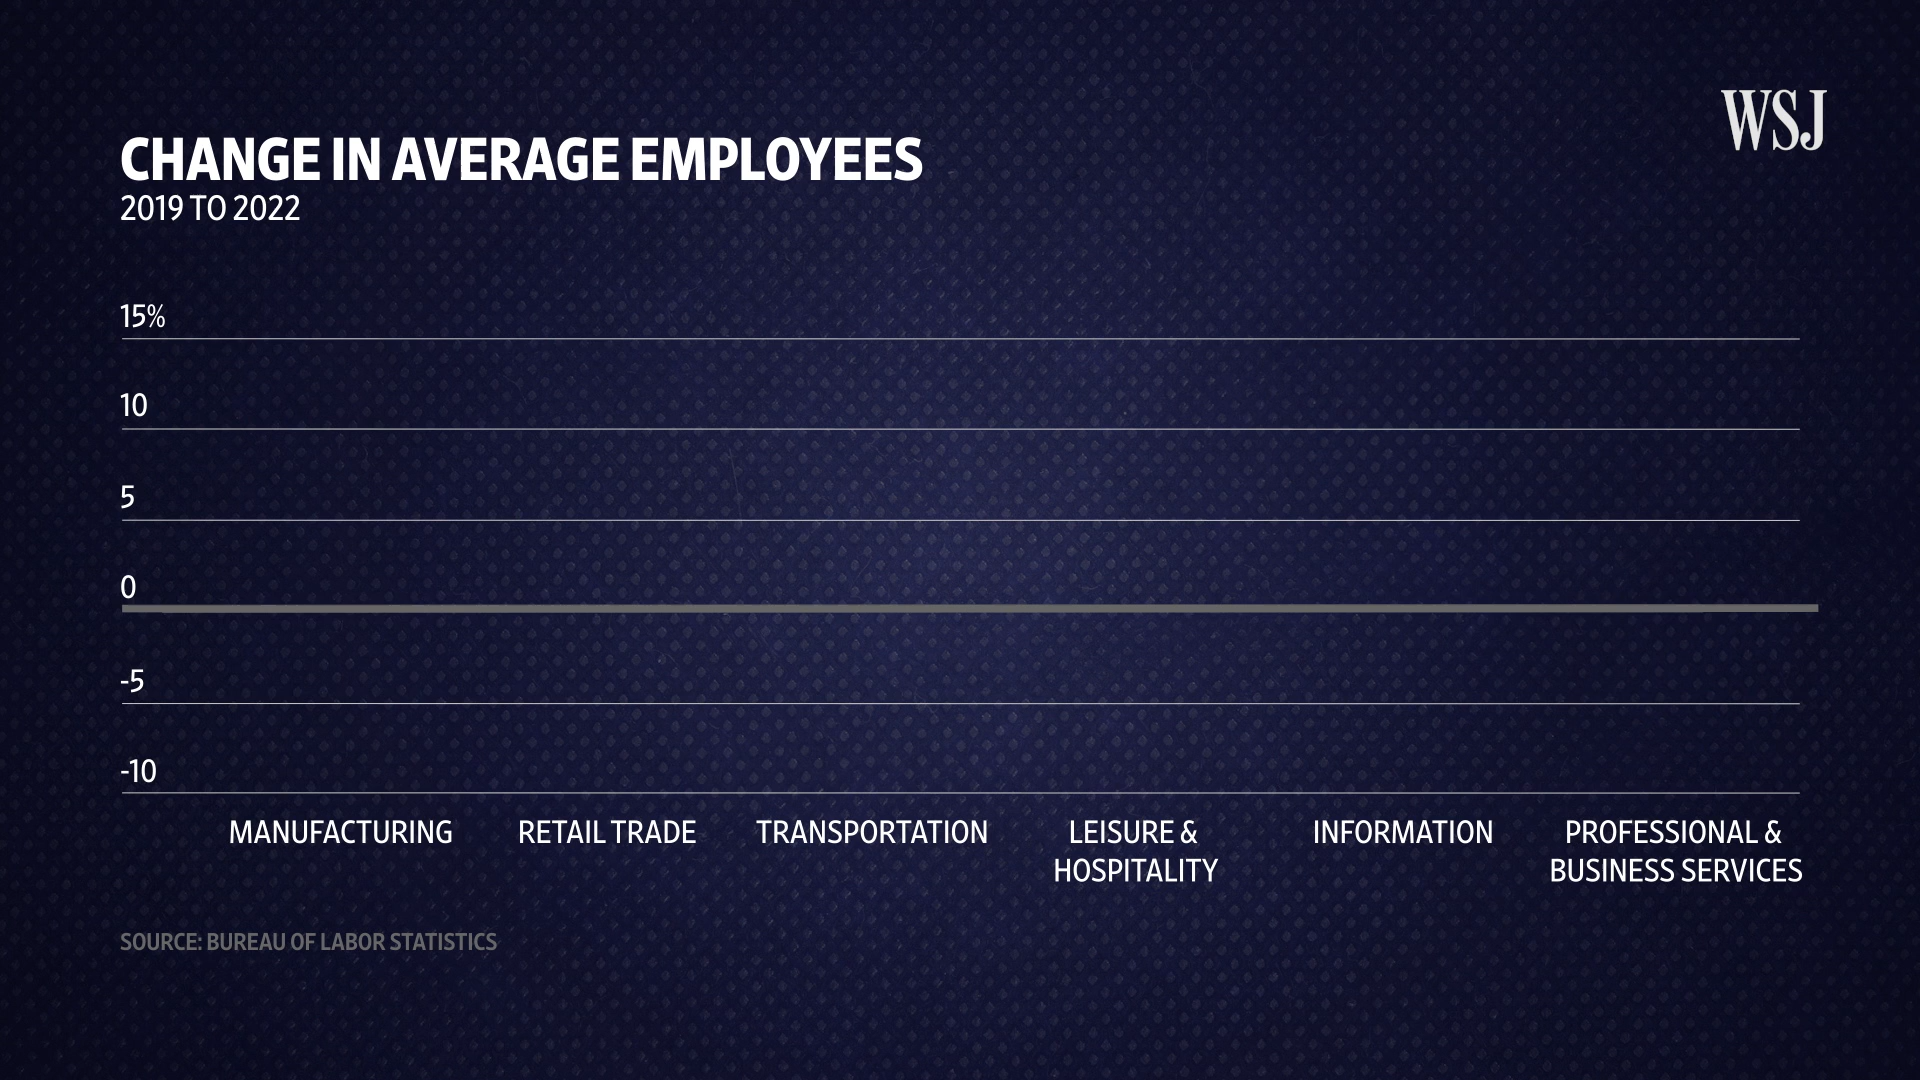 WSJ
CHANGE IN AVERAGE EMPLOYEES
2019 TO 2022
15%
10
5
0
-5
-10
MANUFACTURING
RETAIL TRADE
TRANSPORTATION
LEISURE &
HOSPITALITY
INFORMATION
PROFESSIONAL &
BUSINESS SERVICES
SOURCE: BUREAU OF LABOR STATISTICS